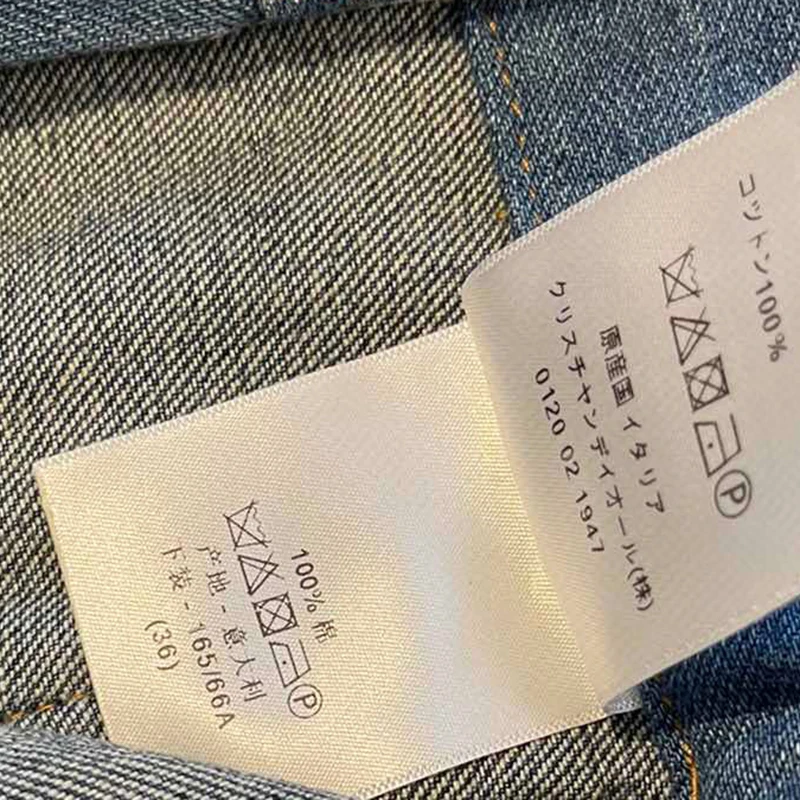 コットン100%
P
原産国 イタリア
クリスチャンディオール(株)
0120 02 1947
100% 棉
P
产地 - 意大利
下装 - 165/66A
(36)